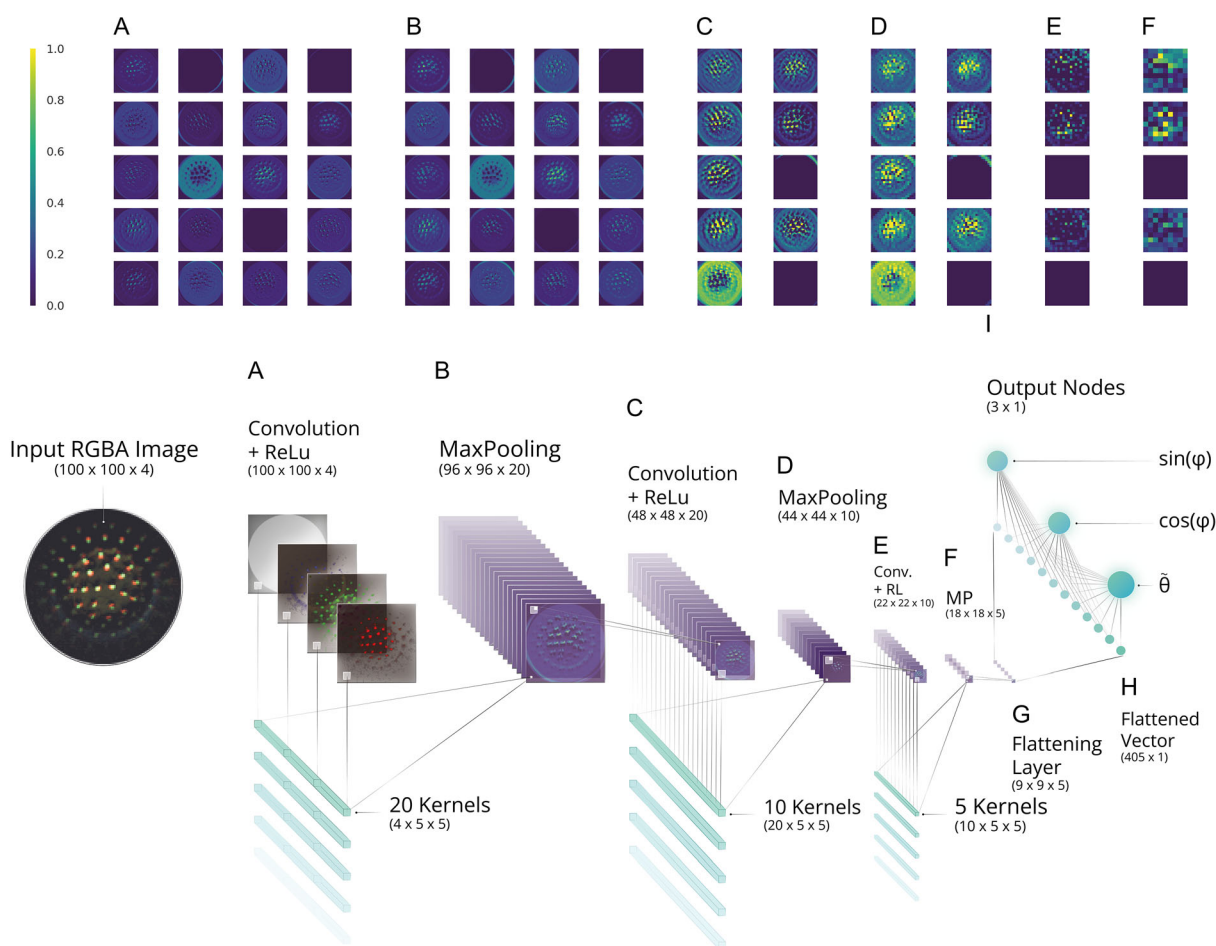 A
B
C
D
E
F
1.0
0.8
0.6
0.4
0.2
0.0
I
A
B
C
D
E
F
G
H
Input RGBA Image
(100 x 100 x 4)
Convolution
+ ReLu
(100 x 100 x 4)
MaxPooling
(96 x 96 x 20)
Convolution
+ ReLu
(48 x 48 x 20)
MaxPooling
(44 x 44 x 10)
Conv.
+ RL
(22 x 22 x 10)
MP
(18 x 18 x 5)
Output Nodes
(3 x 1)
sin(φ)
cos(φ)
θ̃
20 Kernels
(4 x 5 x 5)
10 Kernels
(20 x 5 x 5)
5 Kernels
(10 x 5 x 5)
Flattening
Layer
(9 x 9 x 5)
Flattened
Vector
(405 x 1)